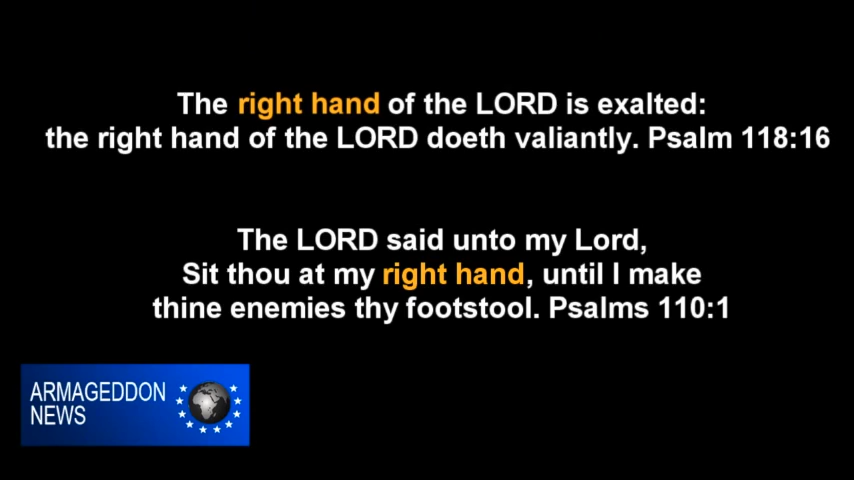 The right hand of the LORD is exalted:
the right hand of the LORD doeth valiantly. Psalm 118:16
The LORD said unto my Lord,
Sit thou at my right hand, until I make
thine enemies thy footstool. Psalms 110:1
ARMAGEDDON
NEWS